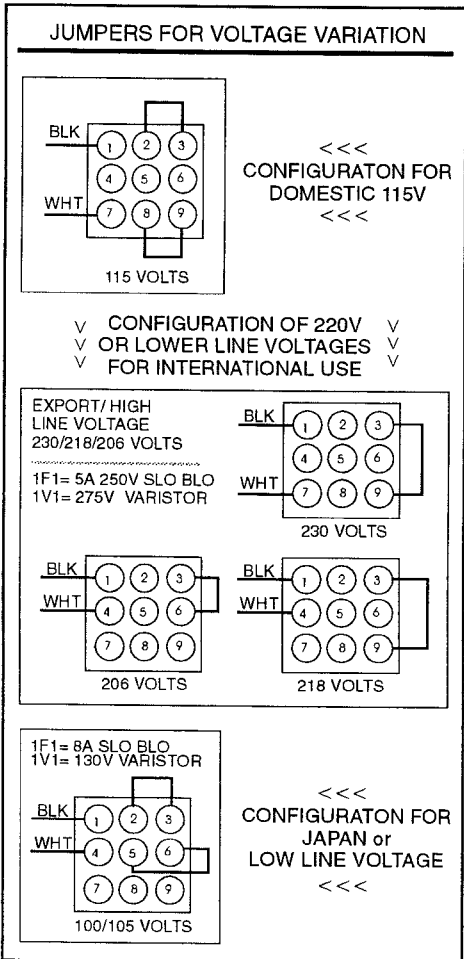 JUMPERS FOR VOLTAGE VARIATION
BLK
1 2 3
4 5 6
WHT
7 8 9
115 VOLTS
<<<
CONFIGURATON FOR
DOMESTIC 115V
<<<
V CONFIGURATION OF 220V V
V OR LOWER LINE VOLTAGES V
V FOR INTERNATIONAL USE V
EXPORT/HIGH
LINE VOLTAGE
230/218/206 VOLTS
1F1= 5A 250V SLO BLO
1V1= 275V VARISTOR
BLK
1 2 3
4 5 6
WHT
7 8 9
230 VOLTS
BLK
1 2 3
WHT
4 5 6
7 8 9
206 VOLTS
BLK
1 2 3
WHT
4 5 6
7 8 9
218 VOLTS
1F1= 8A SLO BLO
1V1= 130V VARISTOR
BLK
1 2 3
WHT
4 5 6
7 8 9
100/105 VOLTS
<<<
CONFIGURATON FOR
JAPAN or
LOW LINE VOLTAGE
<<<